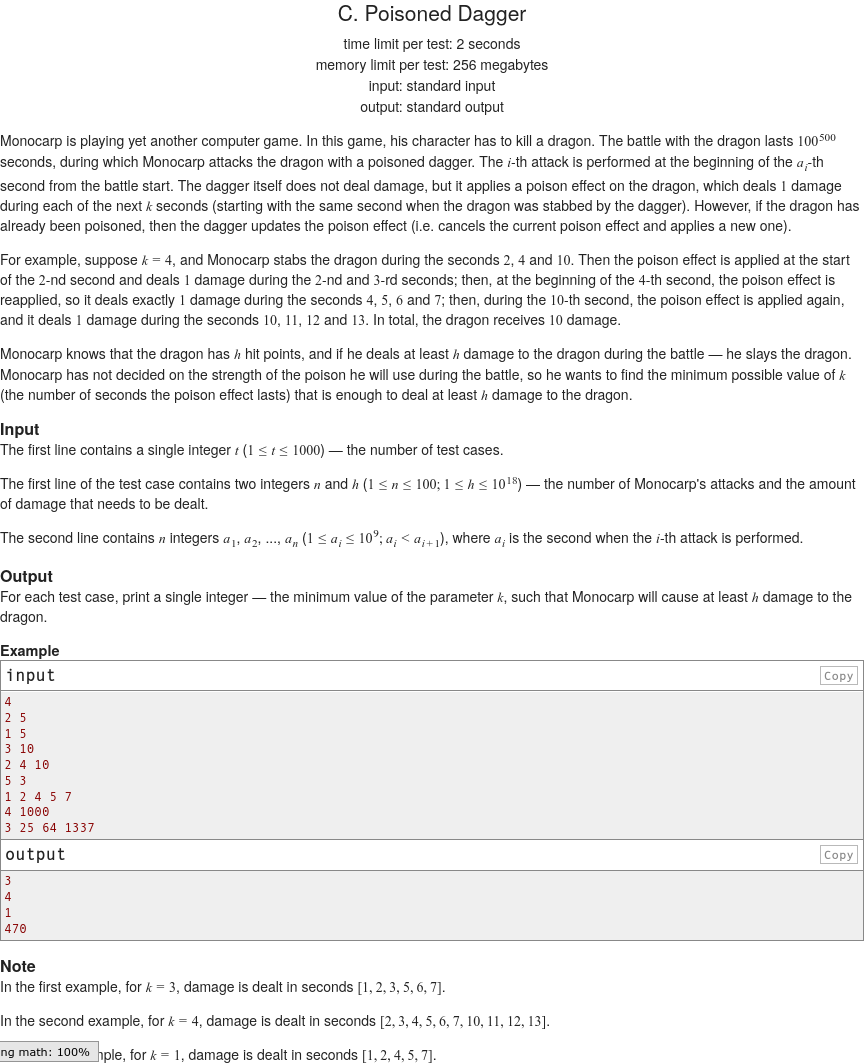 C. Poisoned Dagger
time limit per test: 2 seconds
memory limit per test: 256 megabytes
input: standard input
output: standard output
Monocarp is playing yet another computer game. In this game, his character has to kill a dragon. The battle with the dragon lasts 100^500
seconds, during which Monocarp attacks the dragon with a poisoned dagger. The i-th attack is performed at the beginning of the a_i-th
second from the battle start. The dagger itself does not deal damage, but it applies a poison effect on the dragon, which deals 1 damage
during each of the next k seconds (starting with the same second when the dragon was stabbed by the dagger). However, if the dragon has
already been poisoned, then the dagger updates the poison effect (i.e. cancels the current poison effect and applies a new one).
For example, suppose k = 4, and Monocarp stabs the dragon during the seconds 2, 4 and 10. Then the poison effect is applied at the start
of the 2-nd second and deals 1 damage during the 2-nd and 3-rd seconds; then, at the beginning of the 4-th second, the poison effect is
reapplied, so it deals exactly 1 damage during the seconds 4, 5, 6 and 7; then, during the 10-th second, the poison effect is applied again,
and it deals 1 damage during the seconds 10, 11, 12 and 13. In total, the dragon receives 10 damage.
Monocarp knows that the dragon has h hit points, and if he deals at least h damage to the dragon during the battle — he slays the dragon.
Monocarp has not decided on the strength of the poison he will use during the battle, so he wants to find the minimum possible value of k
(the number of seconds the poison effect lasts) that is enough to deal at least h damage to the dragon.
Input
The first line contains a single integer t (1 ≤ t ≤ 1000) — the number of test cases.
The first line of the test case contains two integers n and h (1 ≤ n ≤ 100; 1 ≤ h ≤ 10^18) — the number of Monocarp's attacks and the amount
of damage that needs to be dealt.
The second line contains n integers a_1, a_2, ..., a_n (1 ≤ a_i ≤ 10^9; a_i < a_{i+1}), where a_i is the second when the i-th attack is performed.
Output
For each test case, print a single integer — the minimum value of the parameter k, such that Monocarp will cause at least h damage to the
dragon.
Example
input Copy
4
2 5
1 5
3 10
2 4 10
5 3
1 2 4 5 7
4 1000
3 25 64 1337
output Copy
3
4
1
470
Note
In the first example, for k = 3, damage is dealt in seconds [1, 2, 3, 5, 6, 7].
In the second example, for k = 4, damage is dealt in seconds [2, 3, 4, 5, 6, 7, 10, 11, 12, 13].
ng math: 100% mple, for k = 1, damage is dealt in seconds [1, 2, 4, 5, 7].